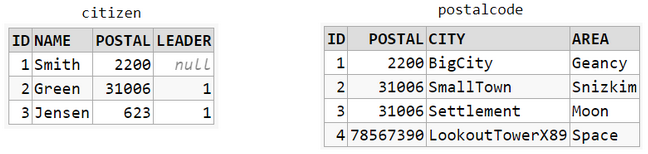 citizen
ID NAME POSTAL LEADER
1 Smith 2200 null
2 Green 31006 1
3 Jensen 623 1
postalcode
ID POSTAL CITY AREA
1 2200 BigCity Geancy
2 31006 SmallTown Snizkim
3 31006 Settlement Moon
4 78567390 LookoutTowerX89 Space